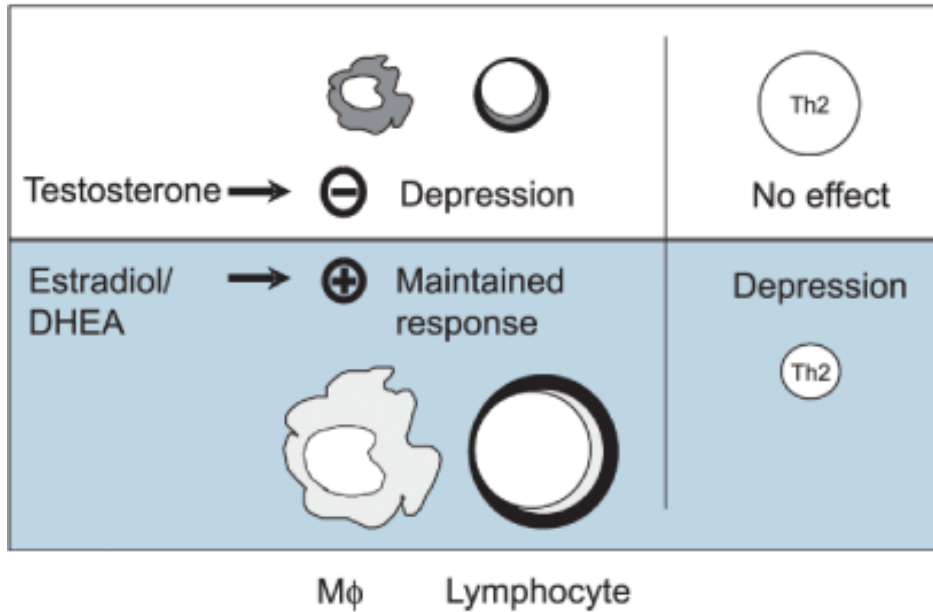 Th2
Testosterone → ⊖ Depression
No effect
Estradiol/
DHEA → ⊕ Maintained
response
Depression
Th2
Mϕ Lymphocyte